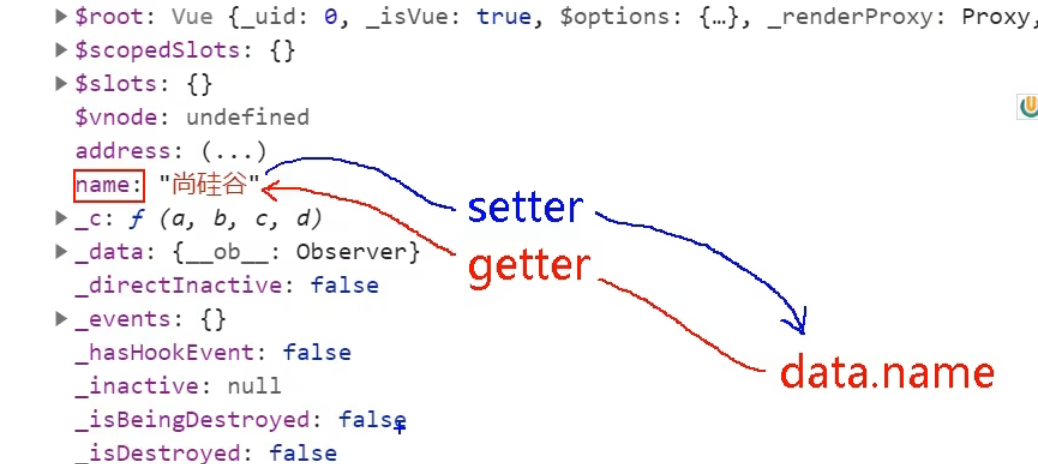 $root: Vue {_uid: 0, _isVue: true, $options: {…}, _renderProxy: Proxy,
$scopedSlots: {}
$slots: {}
$vnode: undefined
address: (...)
name: "尚硅谷"
setter
_c: ƒ (a, b, c, d)
_data: {__ob__: Observer}
getter
_directInactive: false
_events: {}
_hasHookEvent: false
data.name
_inactive: null
_isBeingDestroyed: false
_isDestroyed: false